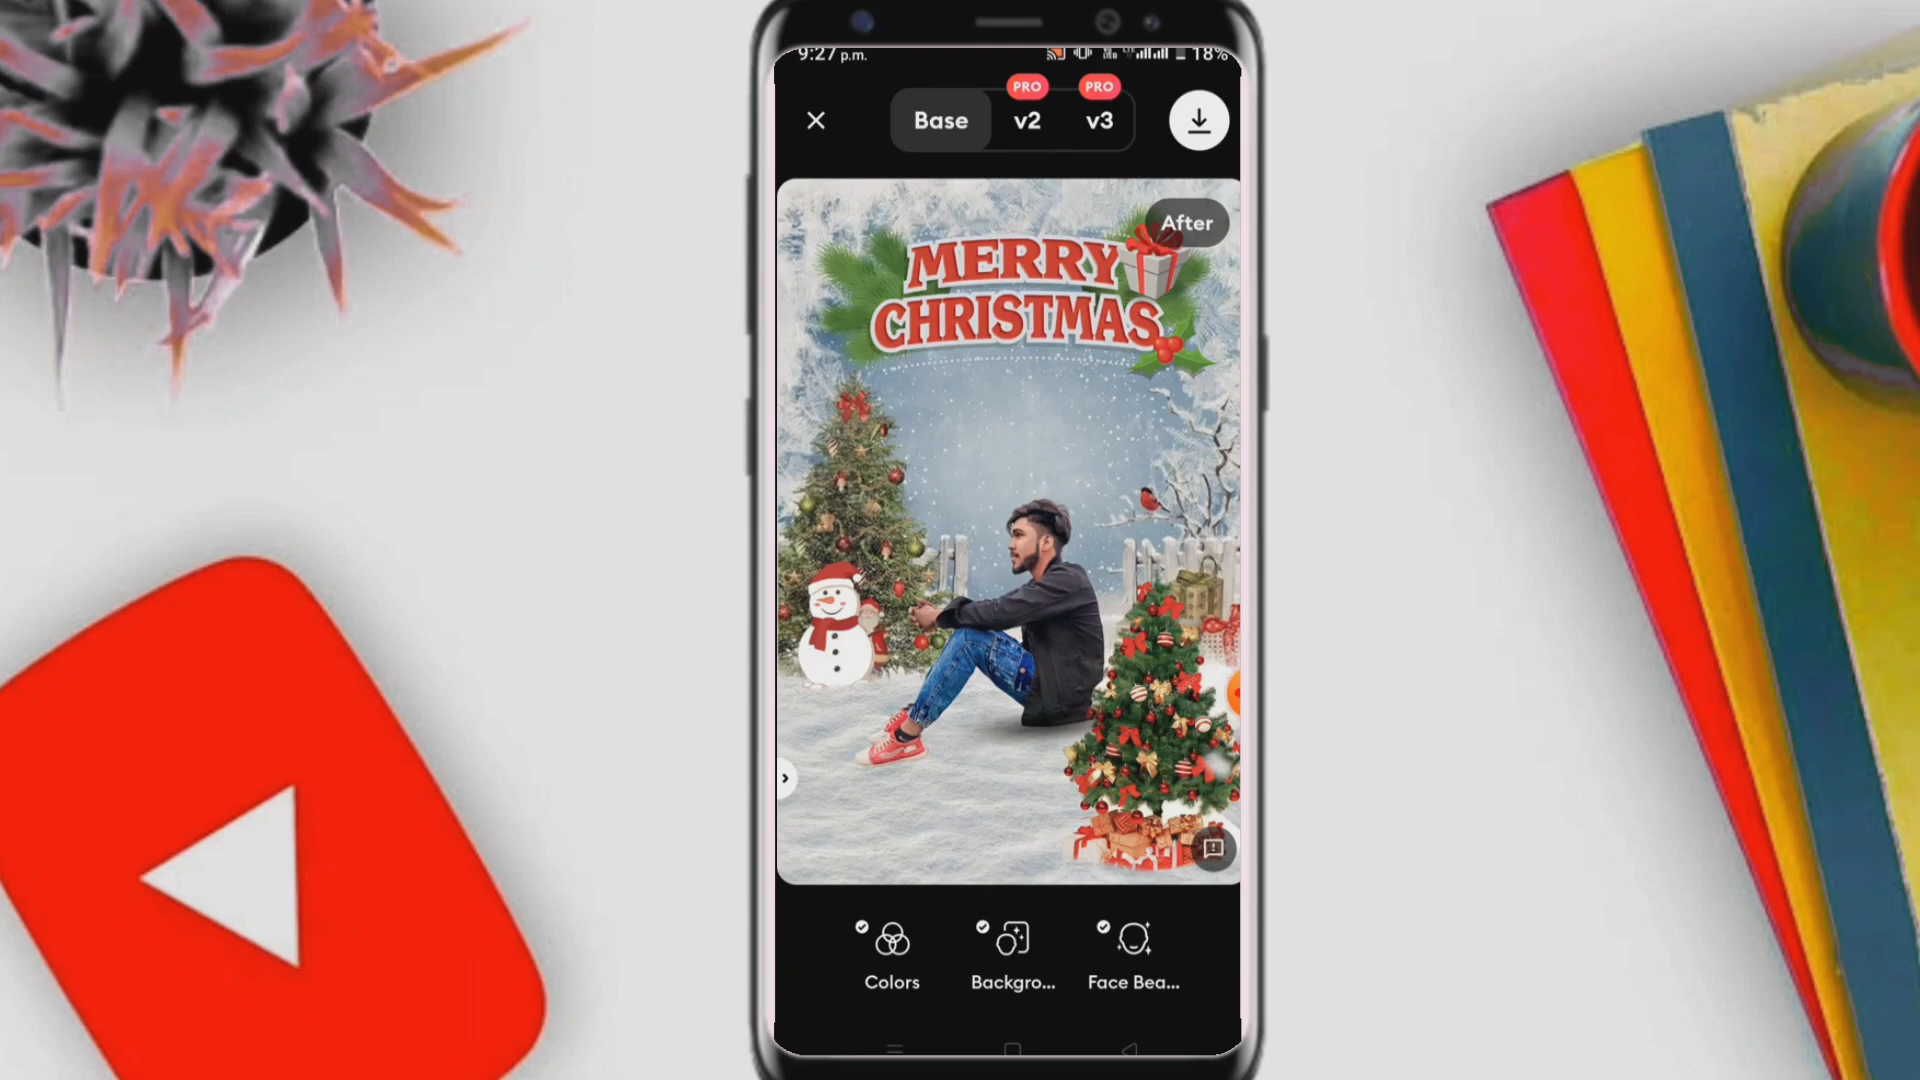 9:27 p.m.
18%
PRO
PRO
Base
v2
v3
After
MERRY
CHRISTMAS
Colors
Backgro...
Face Bea...